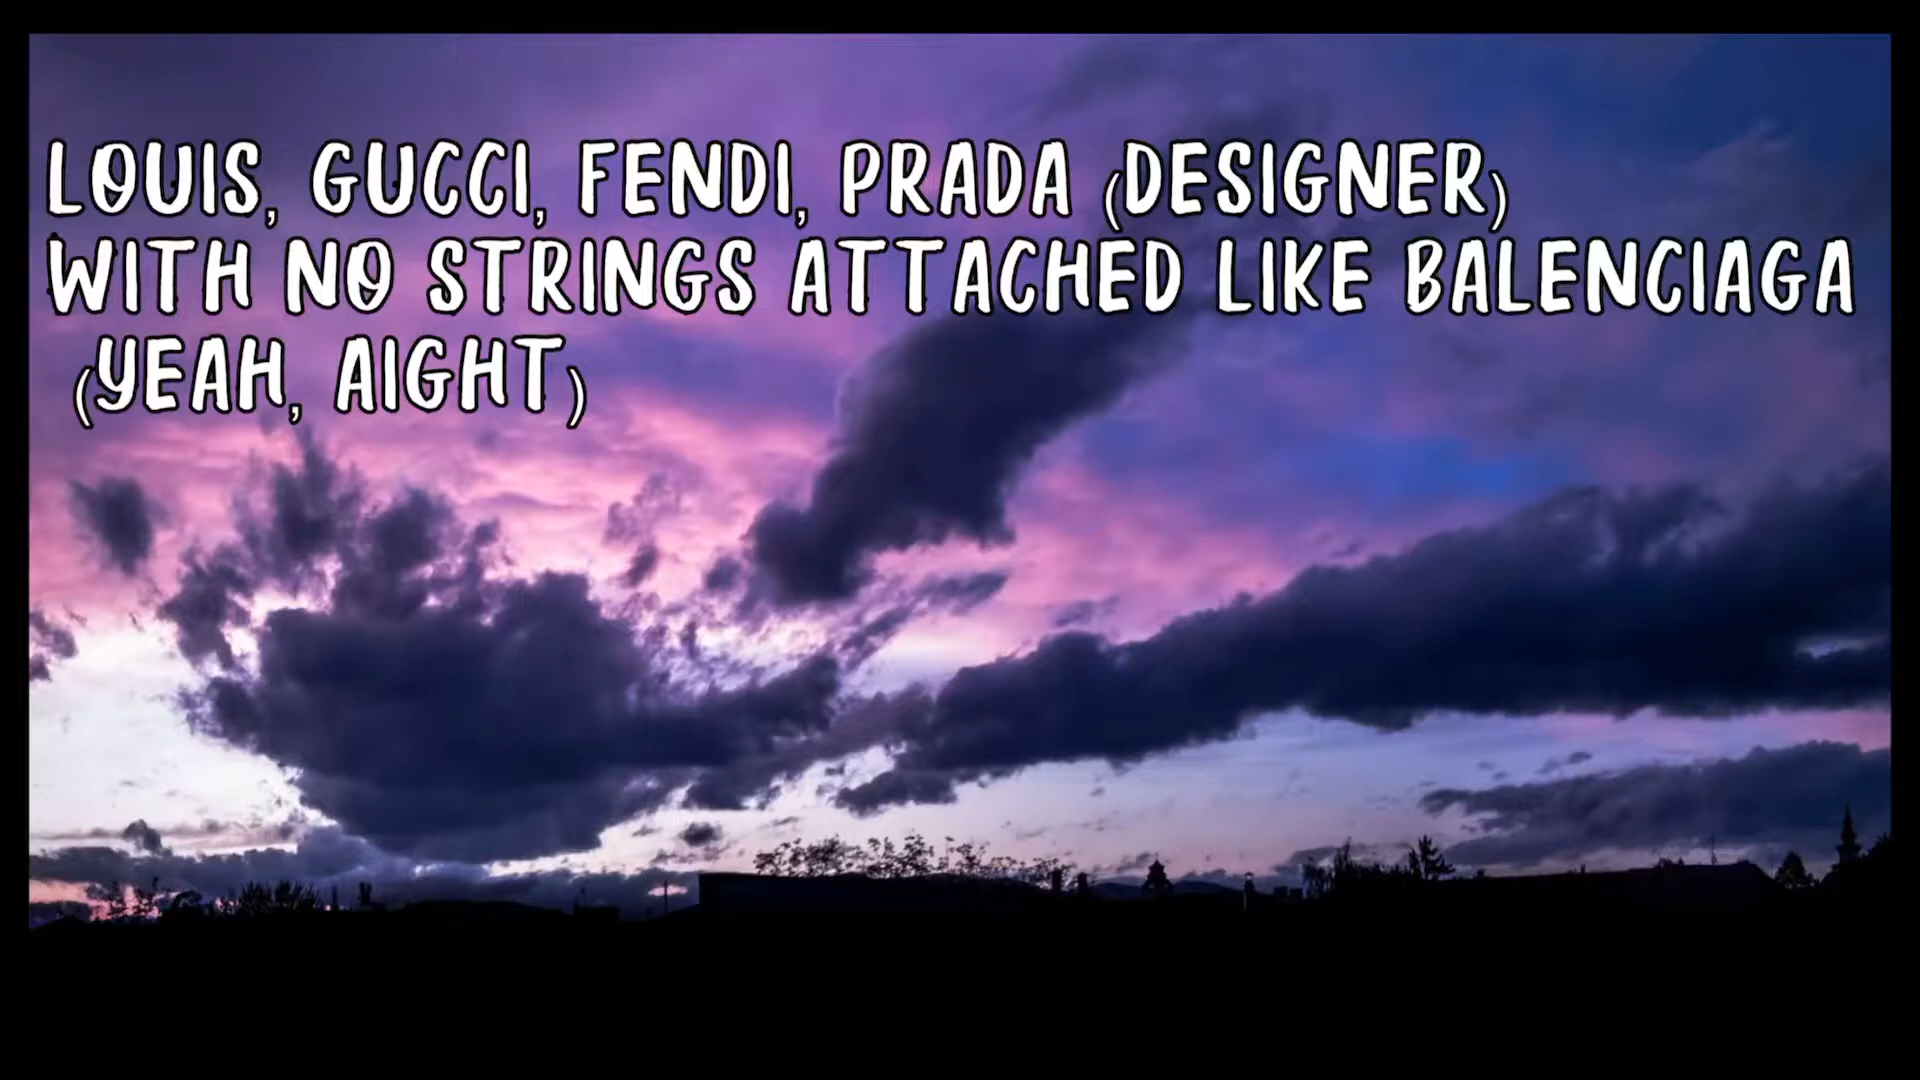 LOUIS, GUCCI, FENDI, PRADA (DESIGNER)
WITH NO STRINGS ATTACHED LIKE BALENCIAGA
(YEAH, AIGHT)